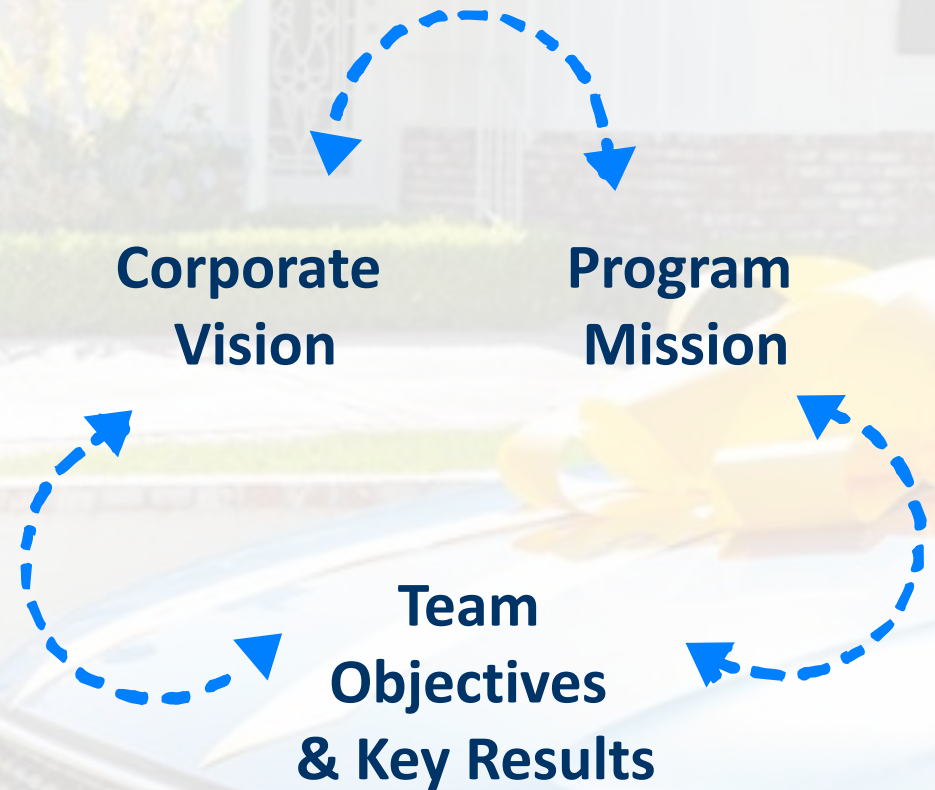 Corporate
Vision
Program
Mission
Team
Objectives
& Key Results